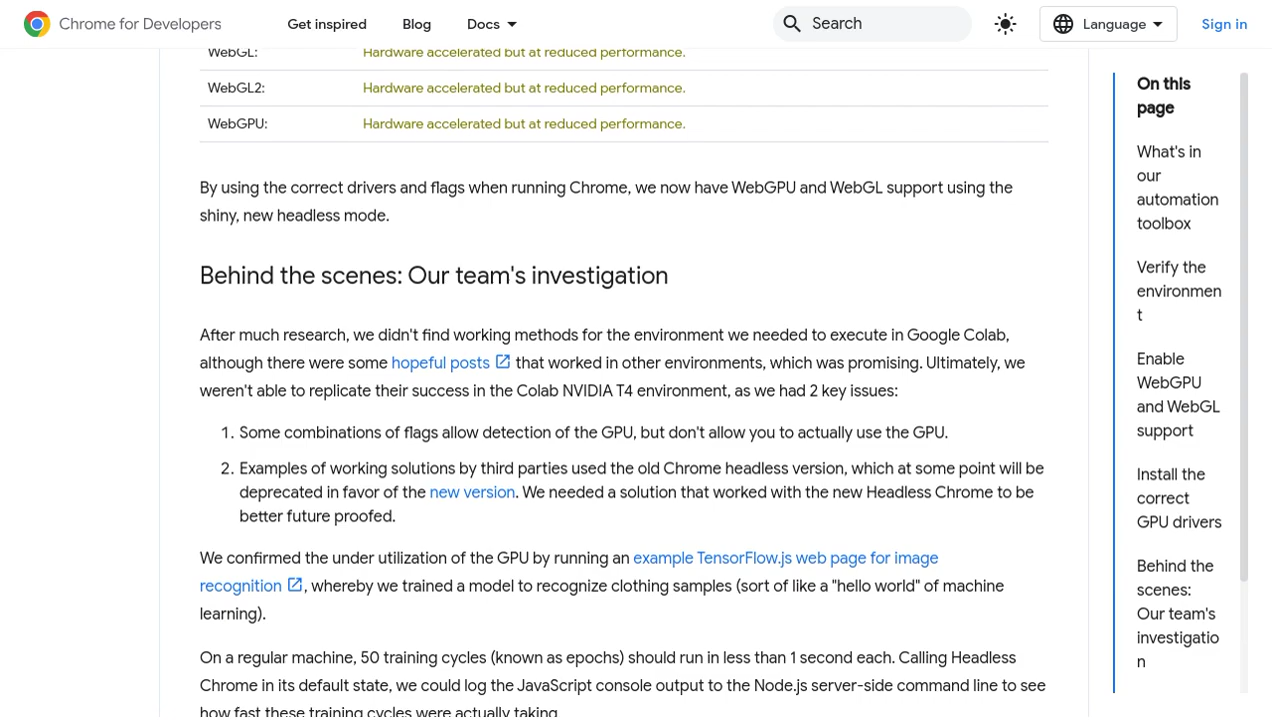 Chrome for Developers
Get inspired
Blog
Docs
Search
Language
Sign in
WebGL:
Hardware accelerated but at reduced performance.
WebGL2:
Hardware accelerated but at reduced performance.
WebGPU:
Hardware accelerated but at reduced performance.
By using the correct drivers and flags when running Chrome, we now have WebGPU and WebGL support using the
shiny, new headless mode.
Behind the scenes: Our team's investigation
After much research, we didn't find working methods for the environment we needed to execute in Google Colab,
although there were some hopeful posts that worked in other environments, which was promising. Ultimately, we
weren't able to replicate their success in the Colab NVIDIA T4 environment, as we had 2 key issues:
1. Some combinations of flags allow detection of the GPU, but don't allow you to actually use the GPU.
2. Examples of working solutions by third parties used the old Chrome headless version, which at some point will be
deprecated in favor of the new version. We needed a solution that worked with the new Headless Chrome to be
better future proofed.
We confirmed the under utilization of the GPU by running an example TensorFlow.js web page for image
recognition, whereby we trained a model to recognize clothing samples (sort of like a "hello world" of machine
learning).
On a regular machine, 50 training cycles (known as epochs) should run in less than 1 second each. Calling Headless
Chrome in its default state, we could log the JavaScript console output to the Node.js server-side command line to see
how fast these training cycles were actually taking.
On this
page
What's in
our
automation
toolbox
Verify the
environmen
t
Enable
WebGPU
and WebGL
support
Install the
correct
GPU drivers
Behind the
scenes:
Our team's
investigatio
n